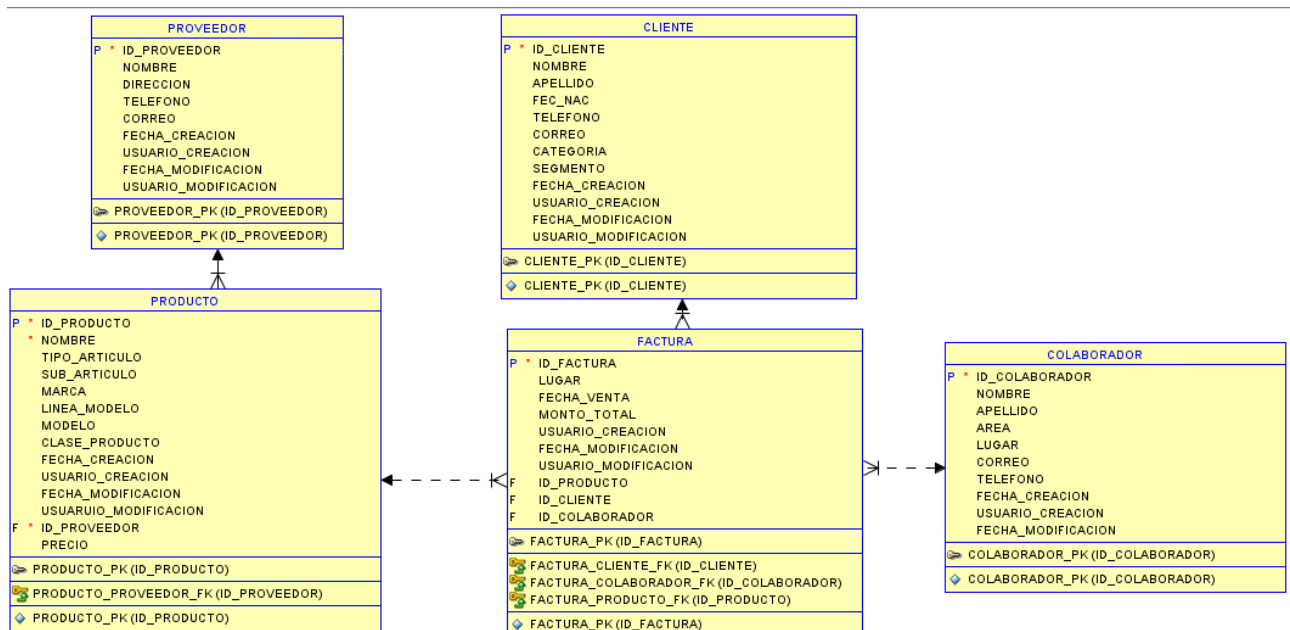 PROVEEDOR
P * ID_PROVEEDOR
NOMBRE
DIRECCION
TELEFONO
CORREO
FECHA_CREACION
USUARIO_CREACION
FECHA_MODIFICACION
USUARIO_MODIFICACION
PROVEEDOR_PK (ID_PROVEEDOR)
PROVEEDOR_PK (ID_PROVEEDOR)
CLIENTE
P * ID_CLIENTE
NOMBRE
APELLIDO
FEC_NAC
TELEFONO
CORREO
CATEGORIA
SEGMENTO
FECHA_CREACION
USUARIO_CREACION
FECHA_MODIFICACION
USUARIO_MODIFICACION
CLIENTE_PK (ID_CLIENTE)
CLIENTE_PK (ID_CLIENTE)
PRODUCTO
P * ID_PRODUCTO
* NOMBRE
TIPO_ARTICULO
SUB_ARTICULO
MARCA
LINEA_MODELO
MODELO
CLASE_PRODUCTO
FECHA_CREACION
USUARIO_CREACION
FECHA_MODIFICACION
USUARUIO_MODIFICACION
F * ID_PROVEEDOR
PRECIO
PRODUCTO_PK (ID_PRODUCTO)
PRODUCTO_PROVEEDOR_FK (ID_PROVEEDOR)
PRODUCTO_PK (ID_PRODUCTO)
FACTURA
P * ID_FACTURA
LUGAR
FECHA_VENTA
MONTO_TOTAL
USUARIO_CREACION
FECHA_MODIFICACION
USUARIO_MODIFICACION
F ID_PRODUCTO
F ID_CLIENTE
F ID_COLABORADOR
FACTURA_PK (ID_FACTURA)
FACTURA_CLIENTE_FK (ID_CLIENTE)
FACTURA_COLABORADOR_FK (ID_COLABORADOR)
FACTURA_PRODUCTO_FK (ID_PRODUCTO)
FACTURA_PK (ID_FACTURA)
COLABORADOR
P * ID_COLABORADOR
NOMBRE
APELLIDO
AREA
LUGAR
CORREO
TELEFONO
FECHA_CREACION
USUARIO_CREACION
FECHA_MODIFICACION
COLABORADOR_PK (ID_COLABORADOR)
COLABORADOR_PK (ID_COLABORADOR)